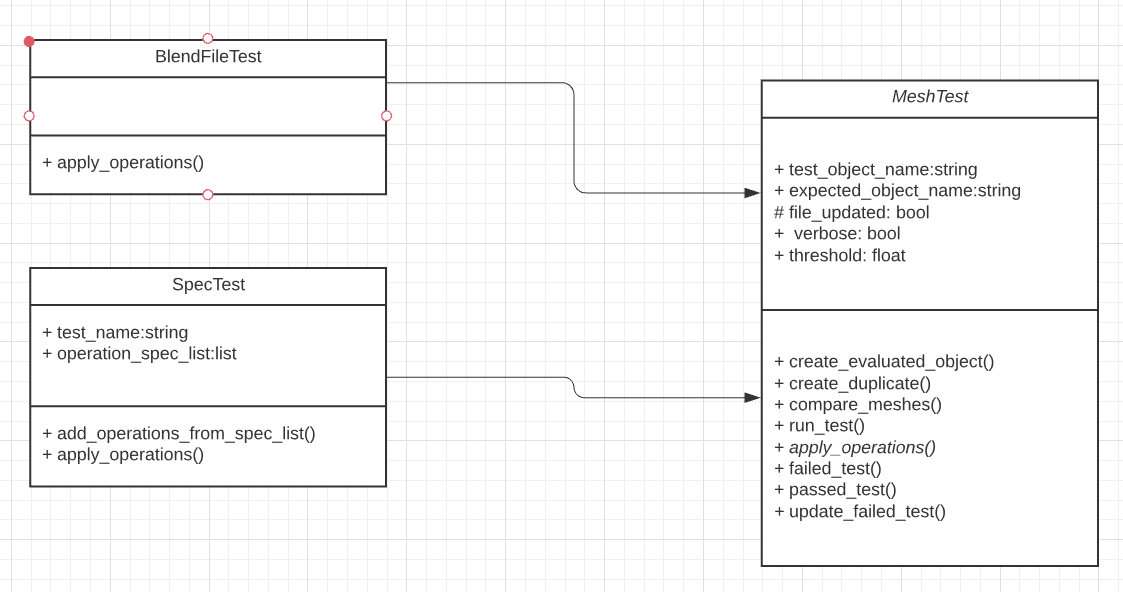 BlendFileTest
+ apply_operations()
SpecTest
+ test_name:string
+ operation_spec_list:list
+ add_operations_from_spec_list()
+ apply_operations()
MeshTest
+ test_object_name:string
+ expected_object_name:string
# file_updated: bool
+  verbose: bool
+ threshold: float
+ create_evaluated_object()
+ create_duplicate()
+ compare_meshes()
+ run_test()
+ apply_operations()
+ failed_test()
+ passed_test()
+ update_failed_test()